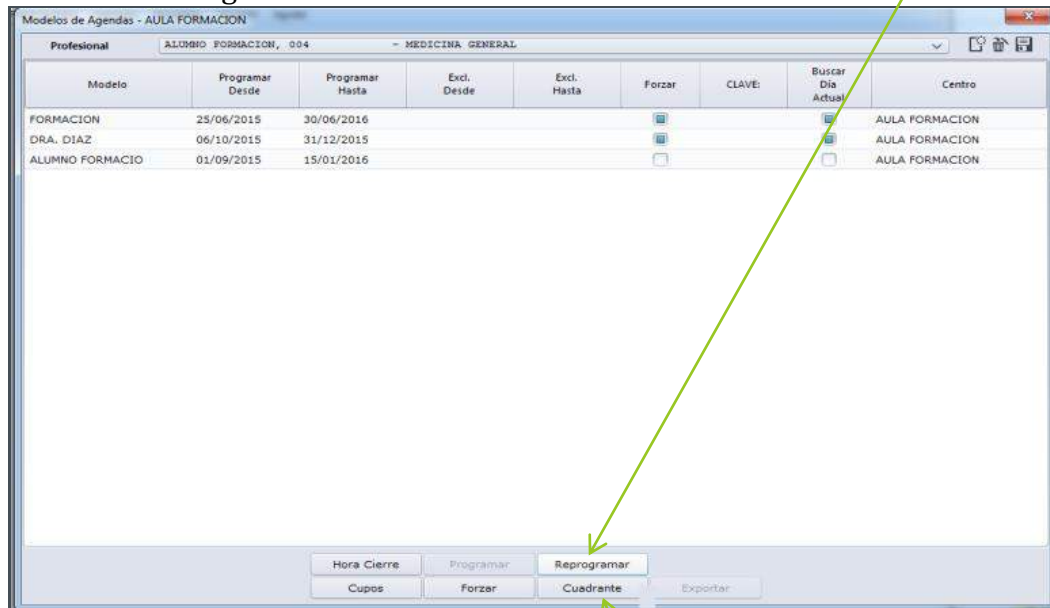 Modelos de Agendas - AULA FORMACION
Profesional ALUMNO FORMACION, 004 - MEDICINA GENERAL
Modelo Programar Desde Programar Hasta Excl. Desde Excl. Hasta Forzar CLAVE: Buscar Día Actual Centro
FORMACION 25/06/2015 30/06/2016 AULA FORMACION
DRA. DIAZ 06/10/2015 31/12/2015 AULA FORMACION
ALUMNO FORMACIO 01/09/2015 15/01/2016 AULA FORMACION
Hora Cierre Programar Reprogramar
Cupos Forzar Cuadrante Exportar